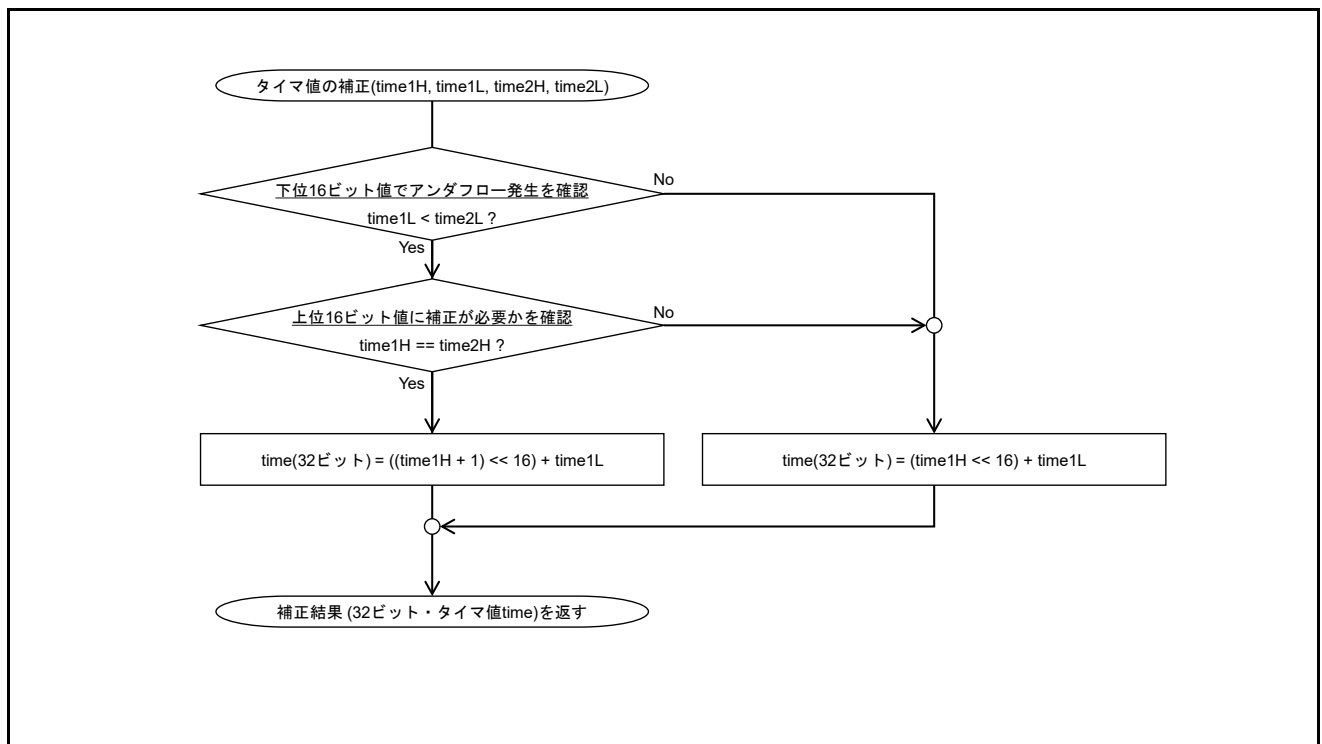 タイマ値の補正(time1H, time1L, time2H, time2L)
下位16ビット値でアンダフロー発生を確認
time1L < time2L ?
No
Yes
上位16ビット値に補正が必要かを確認
time1H == time2H ?
No
Yes
time(32ビット) = ((time1H + 1) << 16) + time1L
time(32ビット) = (time1H << 16) + time1L
補正結果 (32ビット・タイマ値time)を返す